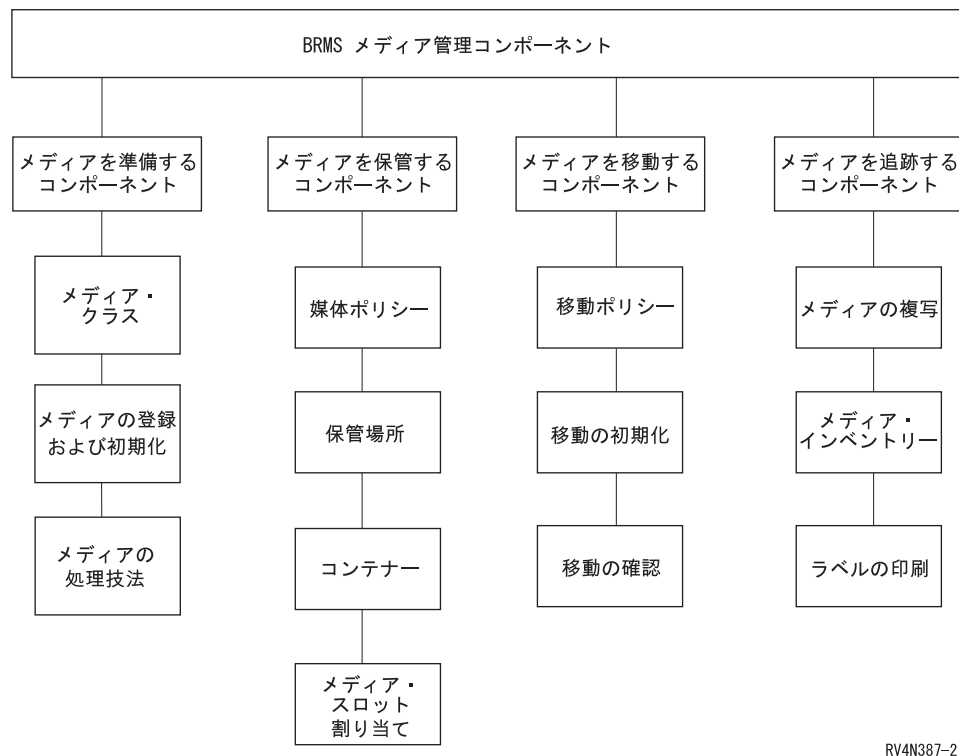 BRMS メディア管理コンポーネント
メディアを準備する
コンポーネント
メディアを保管する
コンポーネント
メディアを移動する
コンポーネント
メディアを追跡する
コンポーネント
メディア・
クラス
媒体ポリシー
移動ポリシー
メディアの複写
メディアの登録
および初期化
保管場所
移動の初期化
メディア・
インベントリー
メディアの
処理技法
コンテナー
移動の確認
ラベルの印刷
メディア・
スロット
割り当て
RV4N387-2